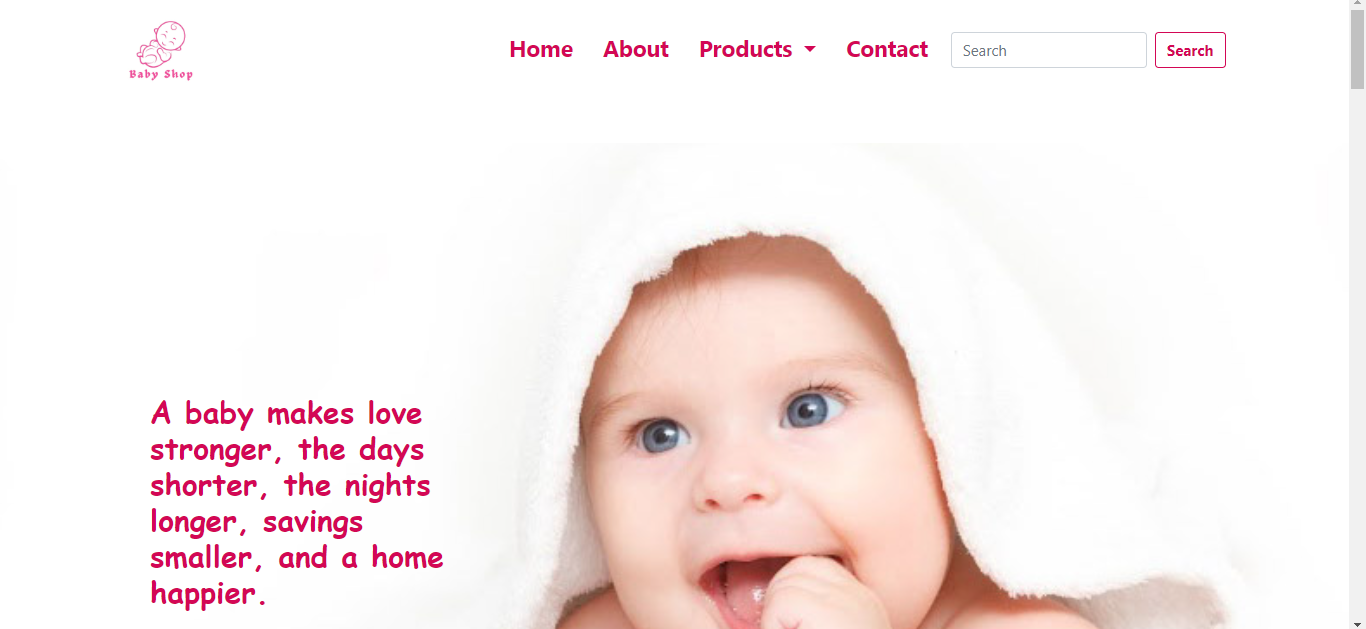 Baby Shop
Home About Products Contact Search Search
A baby makes love
stronger, the days
shorter, the nights
longer, savings
smaller, and a home
happier.